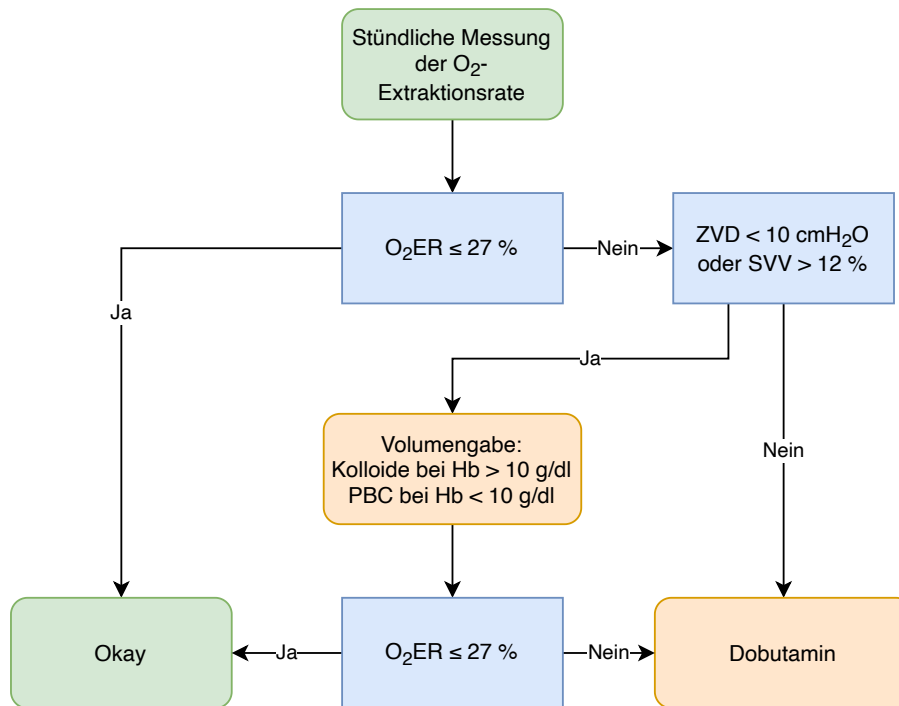 Stündliche Messung
der O₂-
Extraktionsrate
O₂ER ≤ 27 %
Nein
ZVD < 10 cmH₂O
oder SVV > 12 %
Ja
Ja
Volumengabe:
Kolloide bei Hb > 10 g/dl
PBC bei Hb < 10 g/dl
Nein
Okay
Ja
O₂ER ≤ 27 %
Nein
Dobutamin